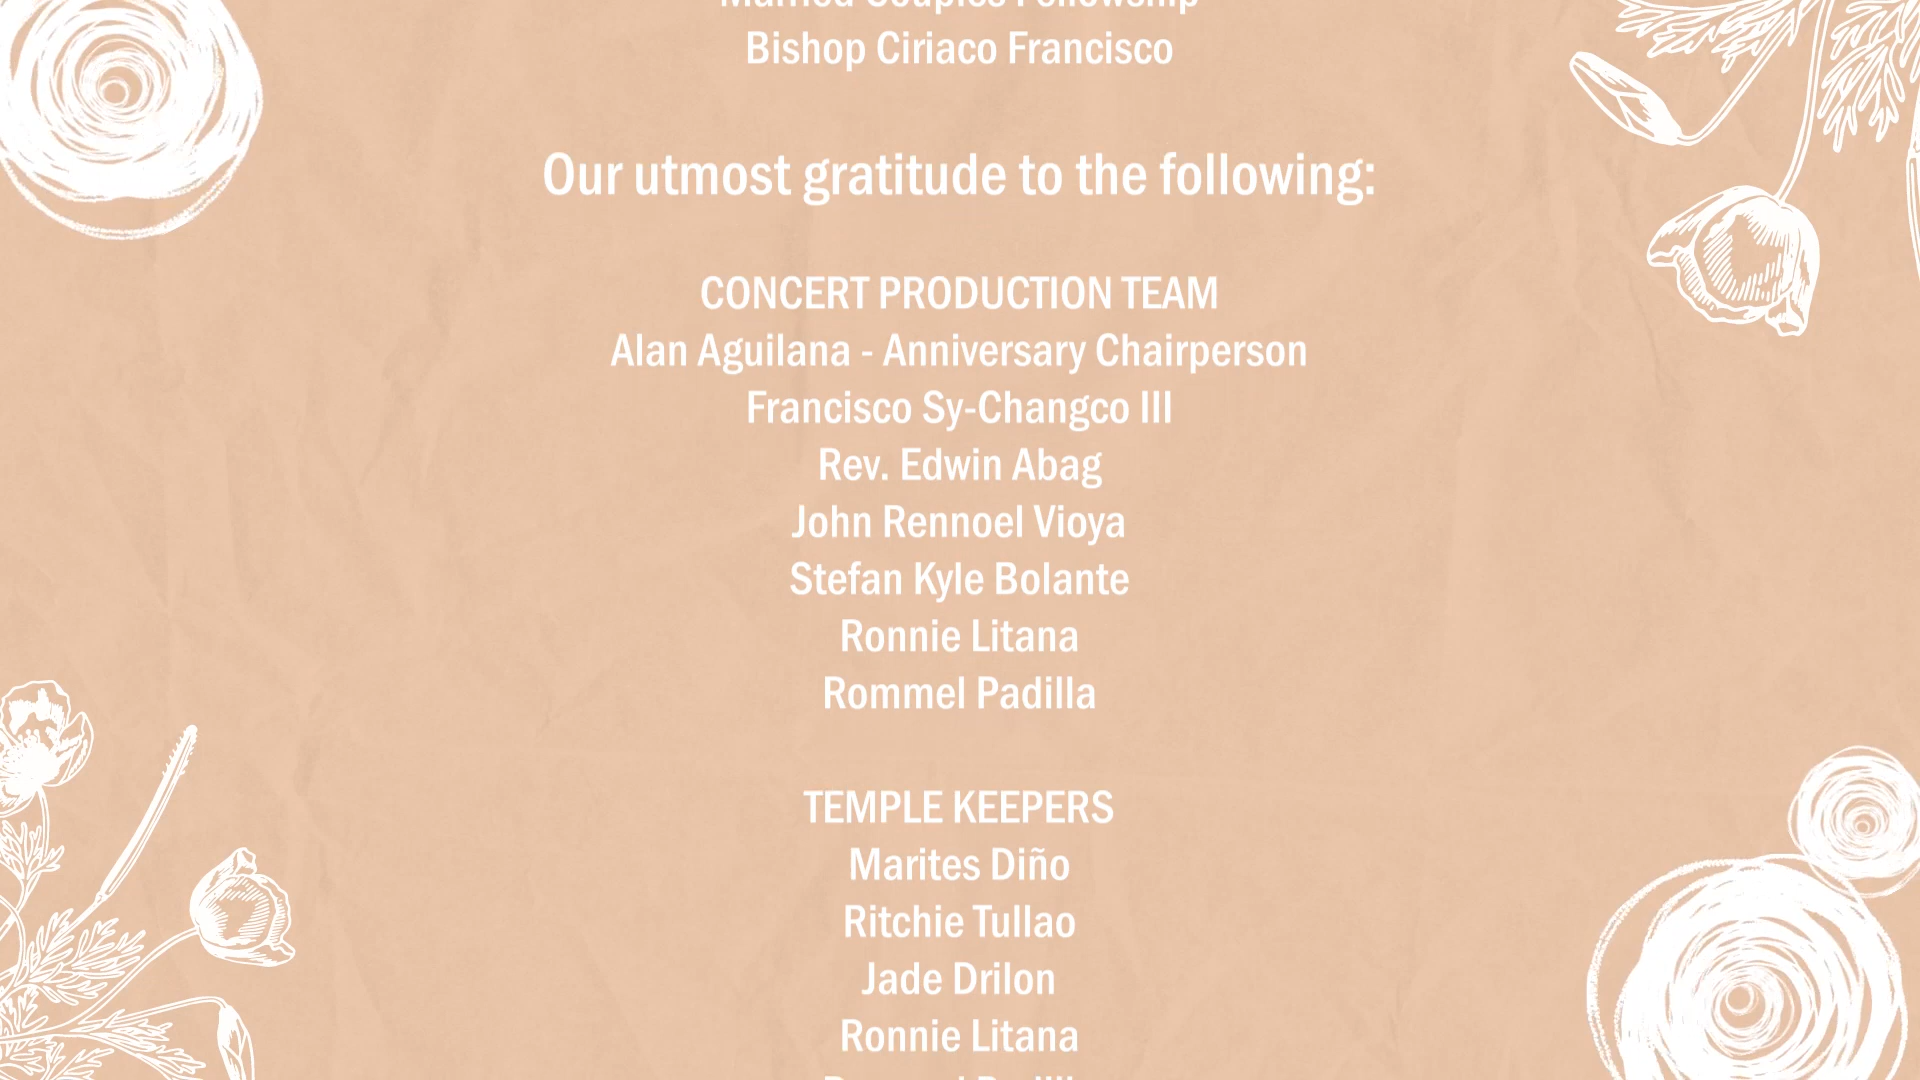 Married Couples Fellowship
Bishop Ciriaco Francisco
Our utmost gratitude to the following:
CONCERT PRODUCTION TEAM
Alan Aguilana - Anniversary Chairperson
Francisco Sy-Changco III
Rev. Edwin Abag
John Rennoel Vioya
Stefan Kyle Bolante
Ronnie Litana
Rommel Padilla
TEMPLE KEEPERS
Marites Diño
Ritchie Tullao
Jade Drilon
Ronnie Litana